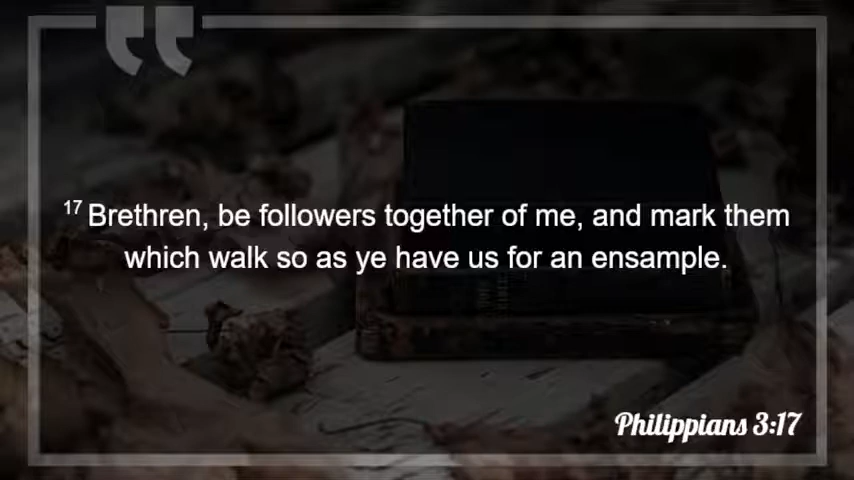 17 Brethren, be followers together of me, and mark them
which walk so as ye have us for an ensample.
Philippians 3:17